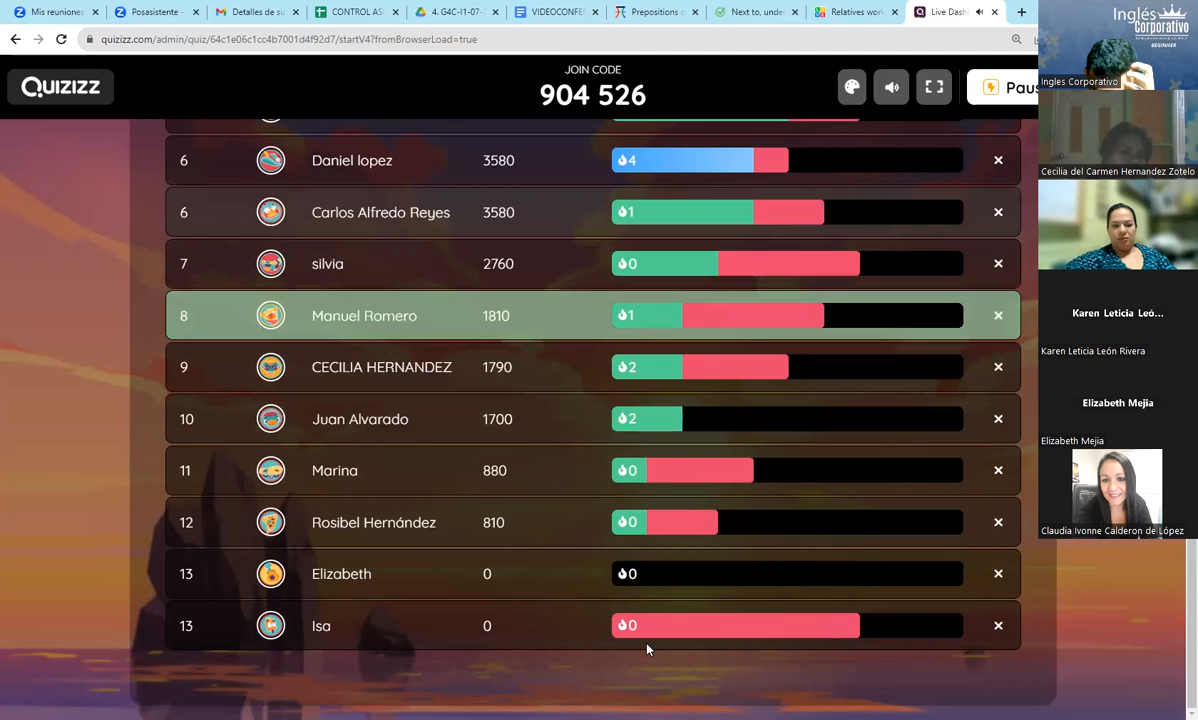 Mis reuniones
Posasistente -
Detalles de su
CONTROL ASI
4. G4C-11-07-
VIDEOCONFE
Prepositions o
Next to, unde
Relatives work
Live Dash
quizizz.com/admin/quiz/64c1e06c1cc4b7001d4f92d7/startV4?fromBrowserLoad=true
Quizizz
JOIN CODE
904 526
Paus
6 Daniel lopez 3580 4
6 Carlos Alfredo Reyes 3580 1
7 silvia 2760 0
8 Manuel Romero 1810 1
9 CECILIA HERNANDEZ 1790 2
10 Juan Alvarado 1700 2
11 Marina 880 0
12 Rosibel Hernández 810 0
13 Elizabeth 0 0
13 Isa 0 0
Inglés
Corporativo
BEGINNER
Ingles Corporativo
Cecilia del Carmen Hernandez Zotelo
Karen Leticia Leó...
Karen Leticia León Rivera
Elizabeth Mejia
Elizabeth Mejia
Claudia Ivonne Calderon de López